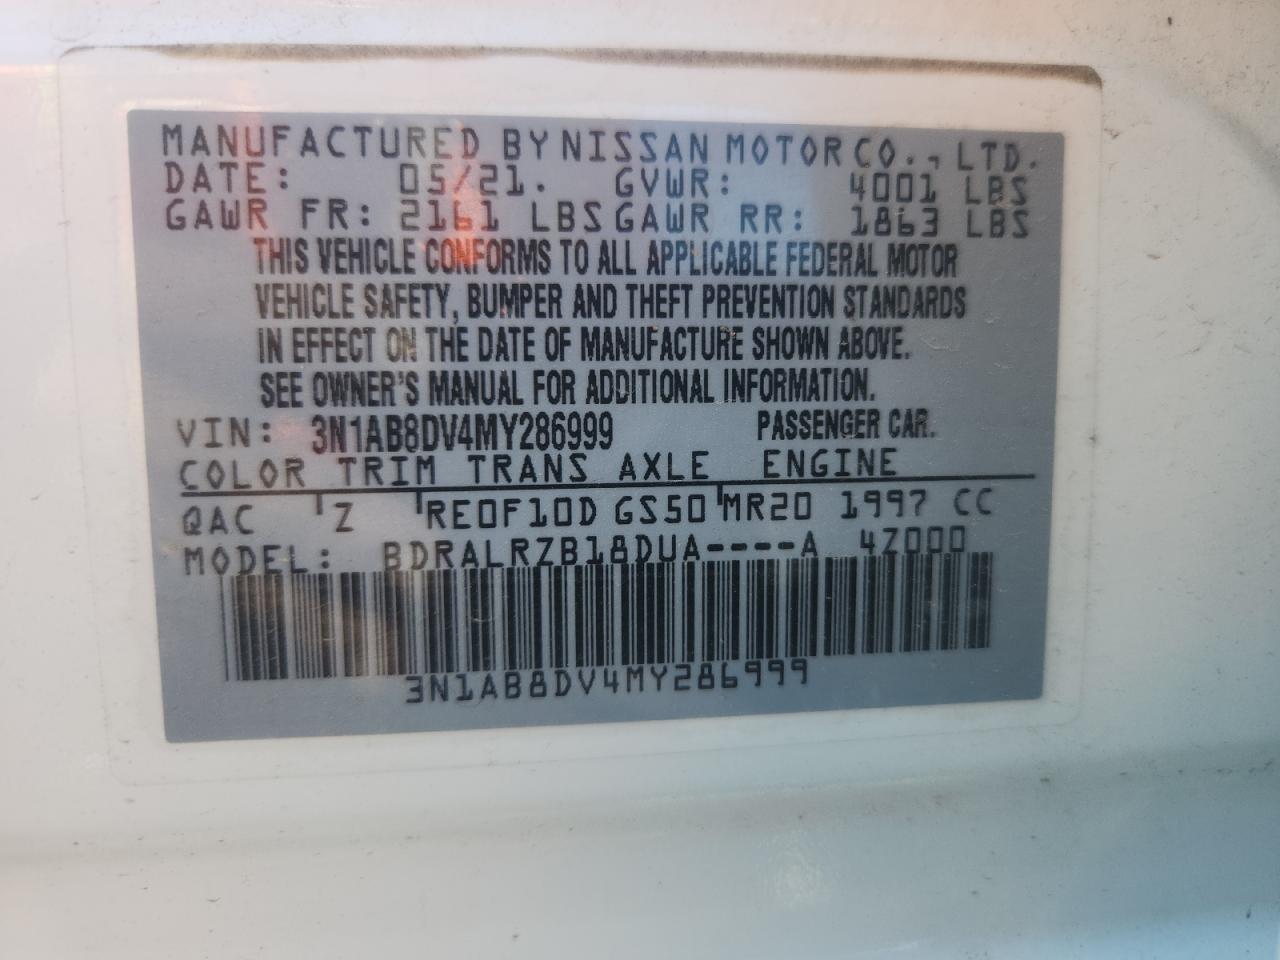 MANUFACTURED BY NISSAN MOTOR CO., LTD.
DATE: 05/21. GVWR: 4001 LBS
GAWR FR: 2161 LBS GAWR RR: 1863 LBS
THIS VEHICLE CONFORMS TO ALL APPLICABLE FEDERAL MOTOR
VEHICLE SAFETY, BUMPER AND THEFT PREVENTION STANDARDS
IN EFFECT ON THE DATE OF MANUFACTURE SHOWN ABOVE.
SEE OWNER'S MANUAL FOR ADDITIONAL INFORMATION.
VIN: 3N1AB8DV4MY286999 PASSENGER CAR.
COLOR TRIM TRANS AXLE ENGINE
QAC Z RE0F10D GS50 MR20 1997 CC
MODEL: BDRALRZB18DUA----A 4Z000
3N1AB8DV4MY286999